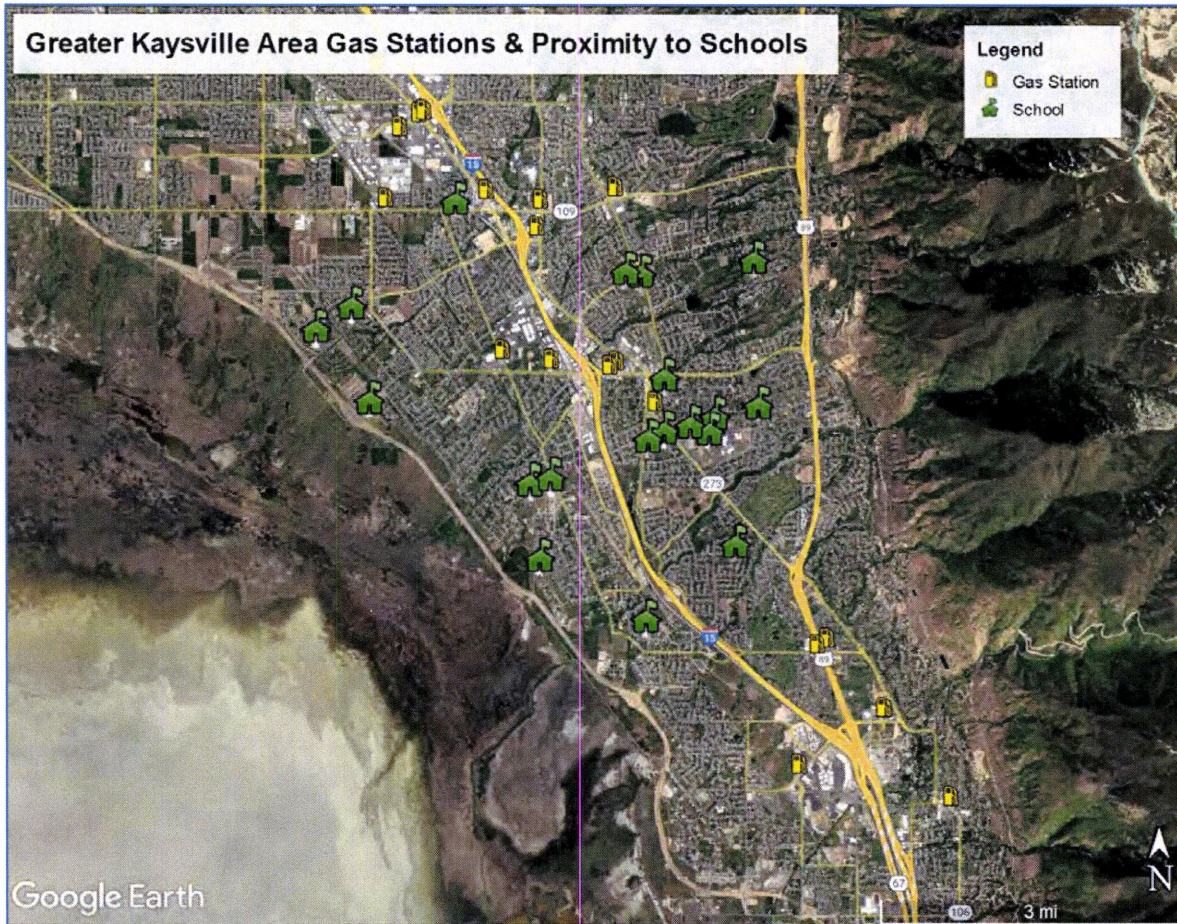 Greater Kaysville Area Gas Stations & Proximity to Schools
Legend
Gas Station
School
15
109
89
273
15
89
67
106
3 mi
N
Google Earth